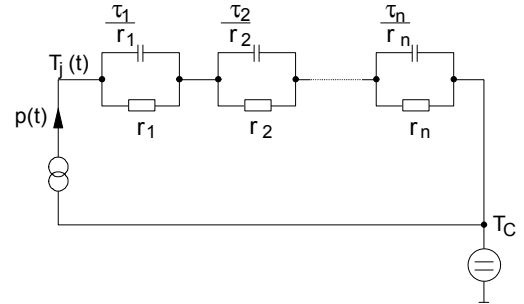 τ1 τ2 τn
r1 r2 rn
Tj (t)
p(t)
r1 r2 rn
TC